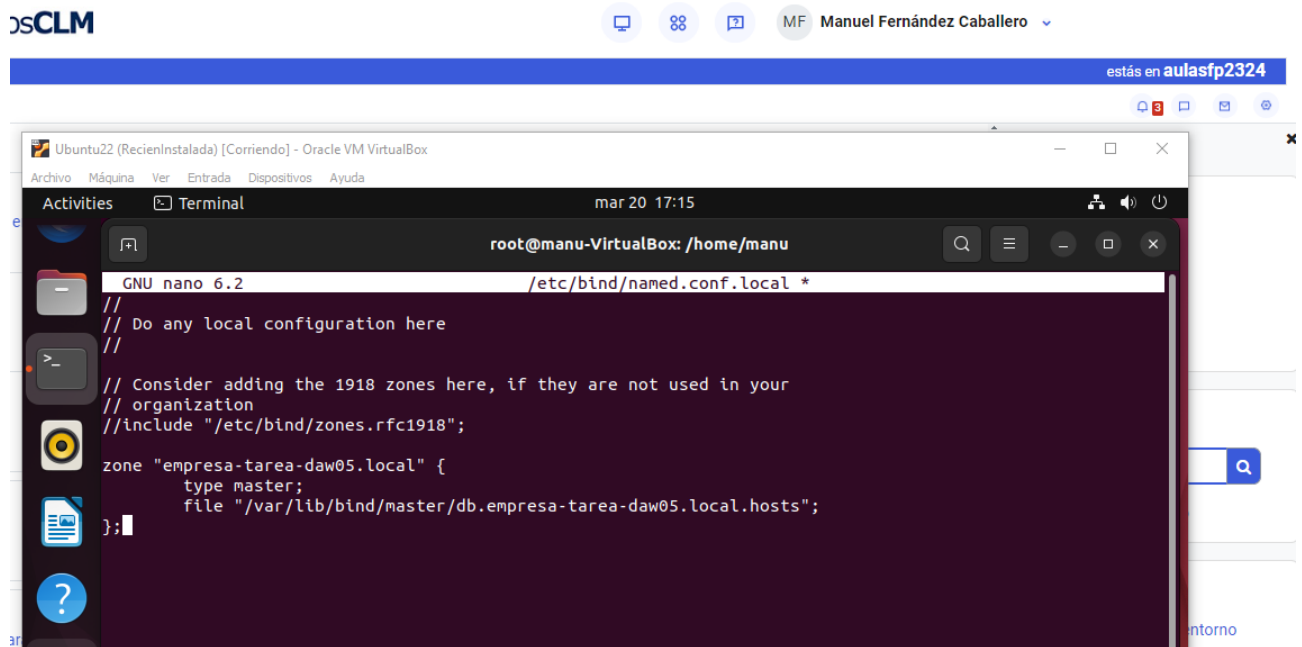 osCLM
MF Manuel Fernández Caballero
estás en aulasfp2324
3
Ubuntu22 (RecienInstalada) [Corriendo] - Oracle VM VirtualBox
Archivo Máquina Ver Entrada Dispositivos Ayuda
Activities Terminal mar 20 17:15
root@manu-VirtualBox: /home/manu
GNU nano 6.2 /etc/bind/named.conf.local *
//
// Do any local configuration here
//
// Consider adding the 1918 zones here, if they are not used in your
// organization
//include "/etc/bind/zones.rfc1918";
zone "empresa-tarea-daw05.local" {
type master;
file "/var/lib/bind/master/db.empresa-tarea-daw05.local.hosts";
};
entorno